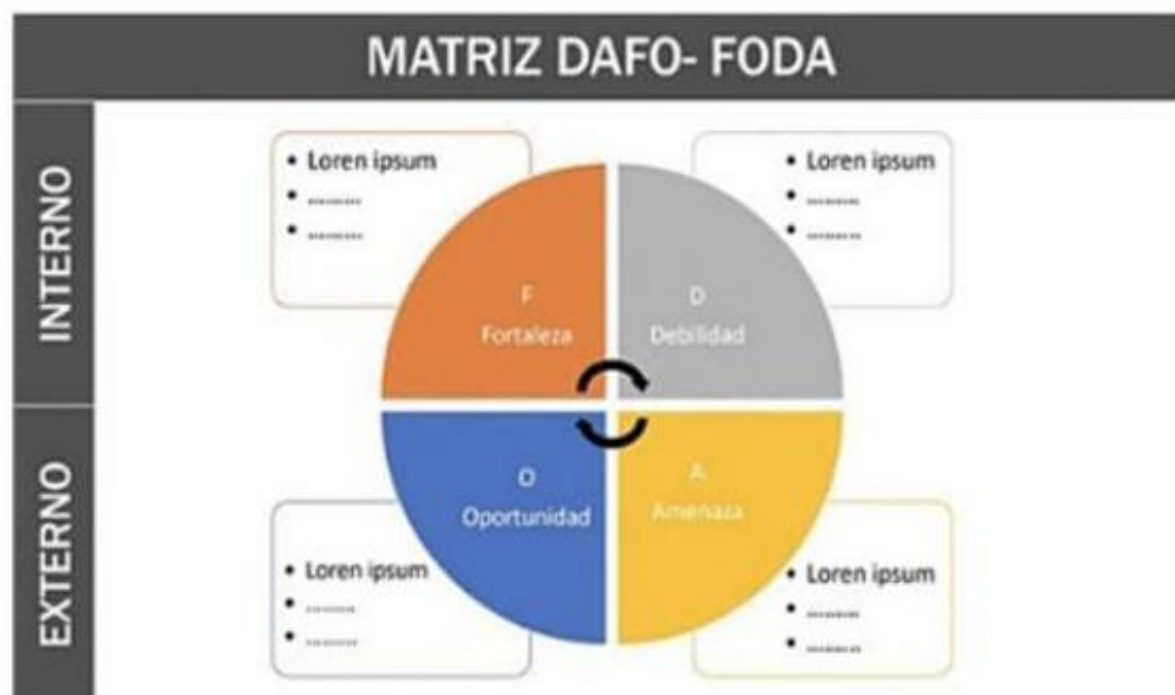 MATRIZ DAFO- FODA
INTERNO
• Loren ipsum
• .........
• .........
• Loren ipsum
• .........
• .........
F
Fortaleza
D
Debilidad
EXTERNO
O
Oportunidad
A
Amenaza
• Loren ipsum
• .........
• .........
• Loren ipsum
• .........
• .........